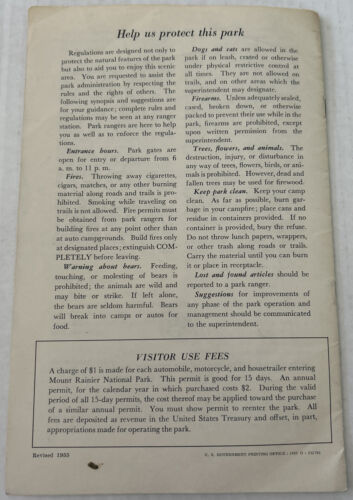 Help us protect this park
Regulations are designed not only to
protect the natural features of the park
but also to aid you to enjoy this scenic
area. You are requested to assist the
park administration by respecting the
rules and the rights of others. The
following synopsis and suggestions are
for your guidance; complete rules and
regulations may be seen at any ranger
station. Park rangers are here to help
you as well as to enforce the regula-
tions.
Entrance hours. Park gates are
open for entry or departure from 6
a. m. to 11 p. m.
Fires. Throwing away cigarettes,
cigars, matches, or any other burning
material along roads and trails is pro-
hibited. Smoking while traveling on
trails is not allowed. Fire permits must
be obtained from park rangers for
building fires at any point other than
at auto campgrounds. Build fires only
at designated places; extinguish COM-
PLETELY before leaving.
Warning about bears. Feeding,
touching, or molesting of bears is
prohibited; the animals are wild and
may bite or strike. If left alone,
the bears are seldom harmful. Bears
will break into camps or autos for
food.
Dogs and cats are allowed in the
park if on leash, crated or otherwise
under physical restrictive control at
all times. They are not allowed on
trails, and on other areas which the
superintendent may designate.
Firearms. Unless adequately sealed,
cased, broken down, or otherwise
packed to prevent their use while in the
park, firearms are prohibited, except
upon written permission from the
superintendent.
Trees, flowers, and animals. The
destruction, injury, or disturbance in
any way of trees, flowers, birds, or ani-
mals is prohibited. However, dead and
fallen trees may be used for firewood.
Keep park clean. Keep your camp
clean. As far as possible, burn gar-
bage in your campfire; place cans and
residue in containers provided. If no
container is provided, bury the refuse.
Do not throw lunch papers, wrappers,
or other trash along roads or trails.
Carry the material until you can burn
it or place in receptacle.
Lost and found articles should be
reported to a park ranger.
Suggestions for improvements of
any phase of the park operation and
management should be communicated
to the superintendent.
VISITOR USE FEES
A charge of $1 is made for each automobile, motorcycle, and housetrailer entering
Mount Rainier National Park. This permit is good for 15 days. An annual
permit, for the calendar year in which purchased costs $2. During the valid
period of all 15-day permits, the cost thereof may be applied toward the purchase
of a similar annual permit. You must show permit to reenter the park. All
fees are deposited as revenue in the United States Treasury and offset, in part,
appropriations made for operating the park.
Revised 1955
U. S. GOVERNMENT PRINTING OFFICE: 1955